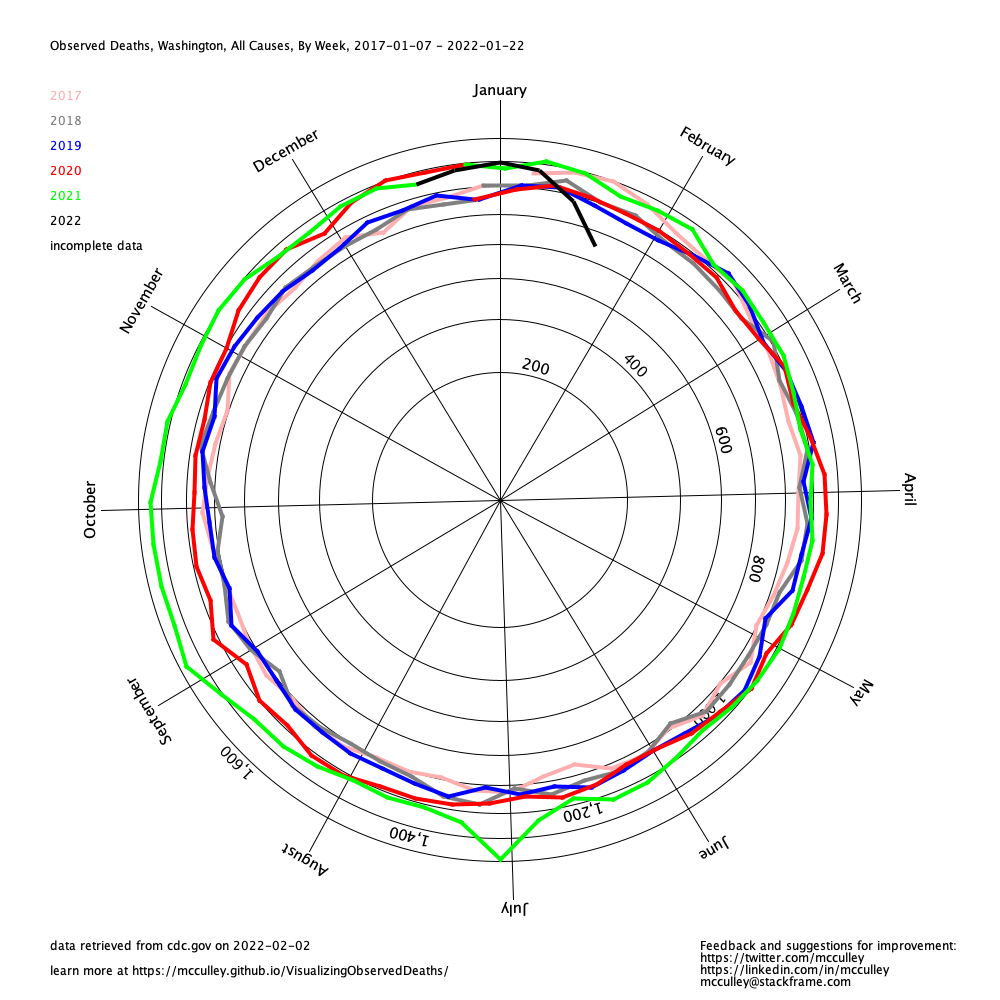 Observed Deaths, Washington, All Causes, By Week, 2017-01-07 - 2022-01-22
January
2017
2018
2019
2020
2021
2022
incomplete data
December
February
November
March
200
400
600
October
April
800
September
May
1,200
1,400
1,600
August
June
July
data retrieved from cdc.gov on 2022-02-02
learn more at https://mcculley.github.io/VisualizingObservedDeaths/
Feedback and suggestions for improvement:
https://twitter.com/mcculley
https://linkedin.com/in/mcculley
mcculley@stackframe.com